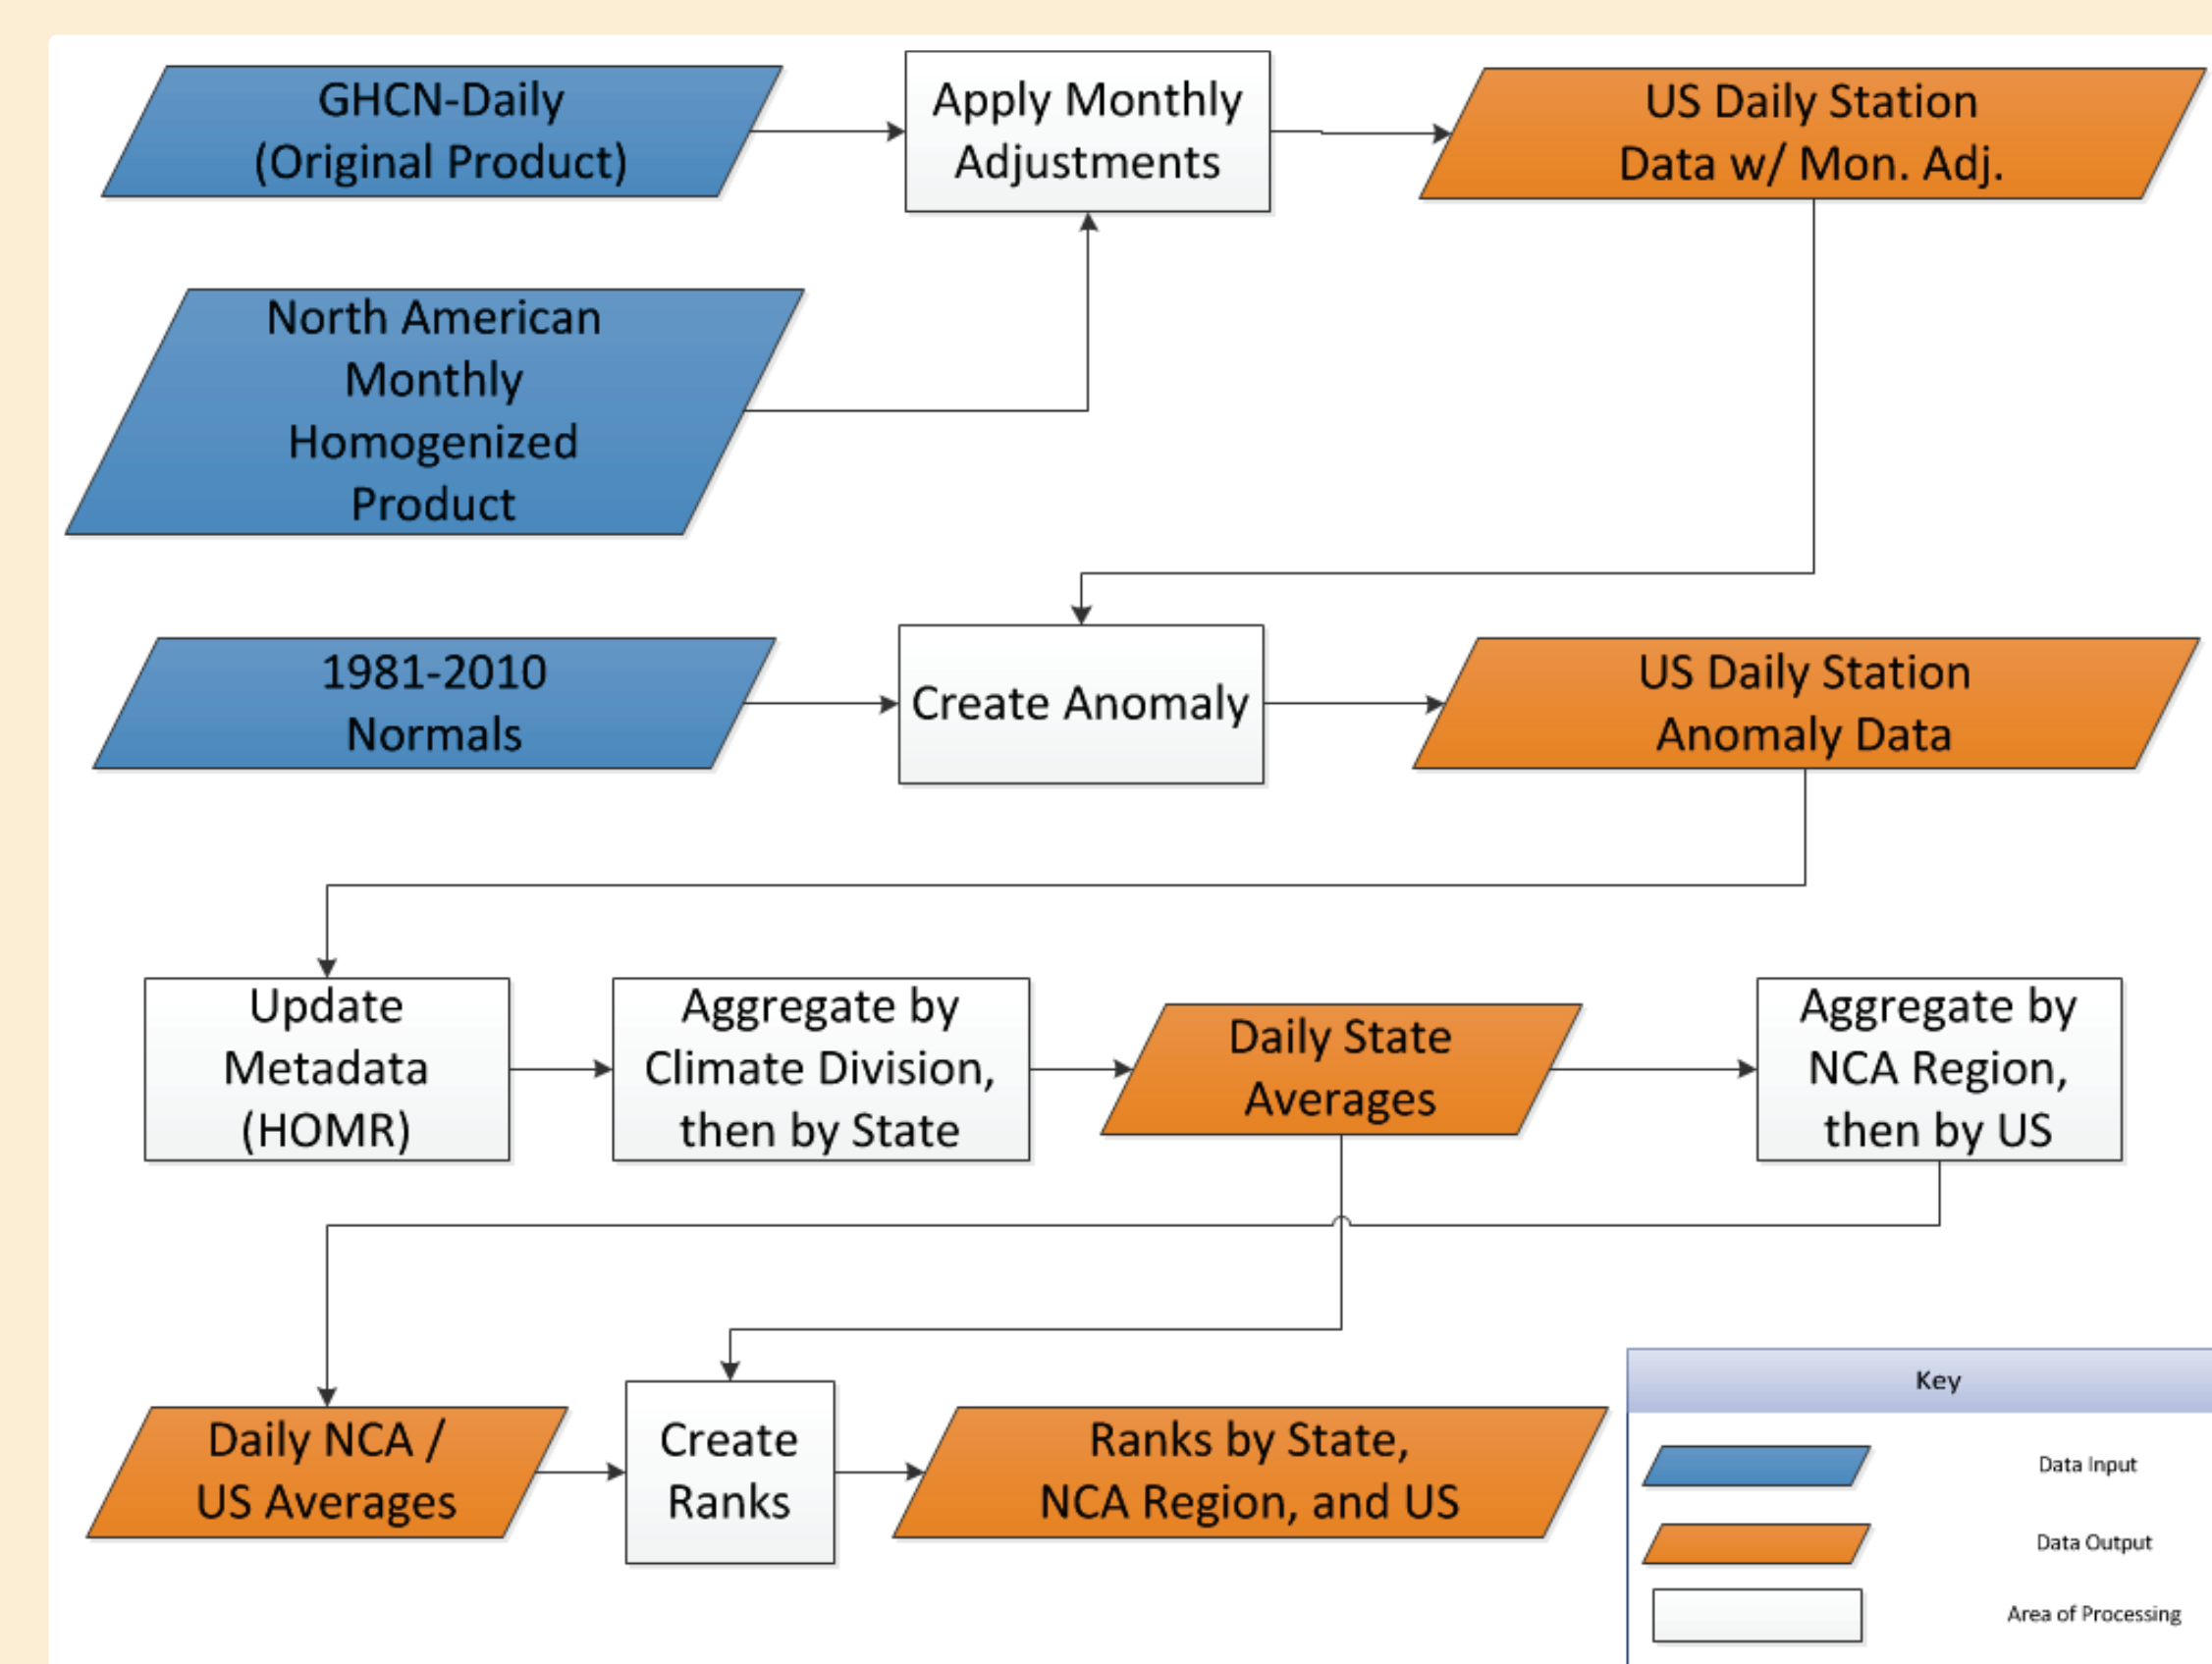 GHCN-Daily
(Original Product)
Apply Monthly
Adjustments
US Daily Station
Data w/ Mon. Adj.
North American
Monthly
Homogenized
Product
1981-2010
Normals
Create Anomaly
US Daily Station
Anomaly Data
Update
Metadata
(HOMR)
Aggregate by
Climate Division,
then by State
Daily State
Averages
Aggregate by
NCA Region,
then by US
Daily NCA /
US Averages
Create
Ranks
Ranks by State,
NCA Region, and US
Key
Data Input
Data Output
Area of Processing